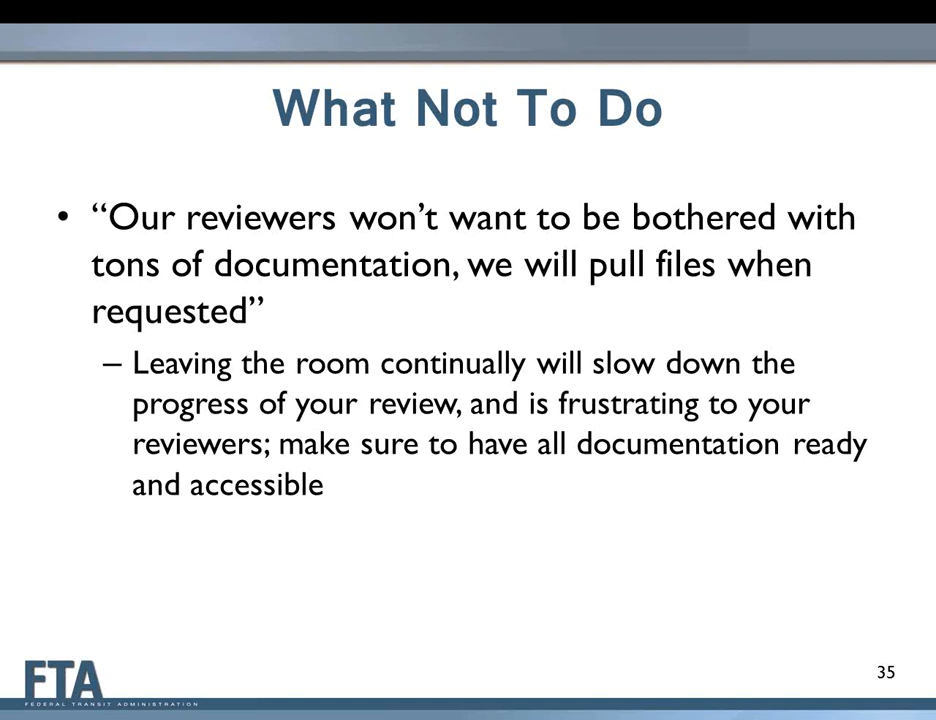 What Not To Do
• “Our reviewers won’t want to be bothered with
tons of documentation, we will pull files when
requested”
– Leaving the room continually will slow down the
progress of your review, and is frustrating to your
reviewers; make sure to have all documentation ready
and accessible
35
FTA
FEDERAL TRANSIT ADMINISTRATION